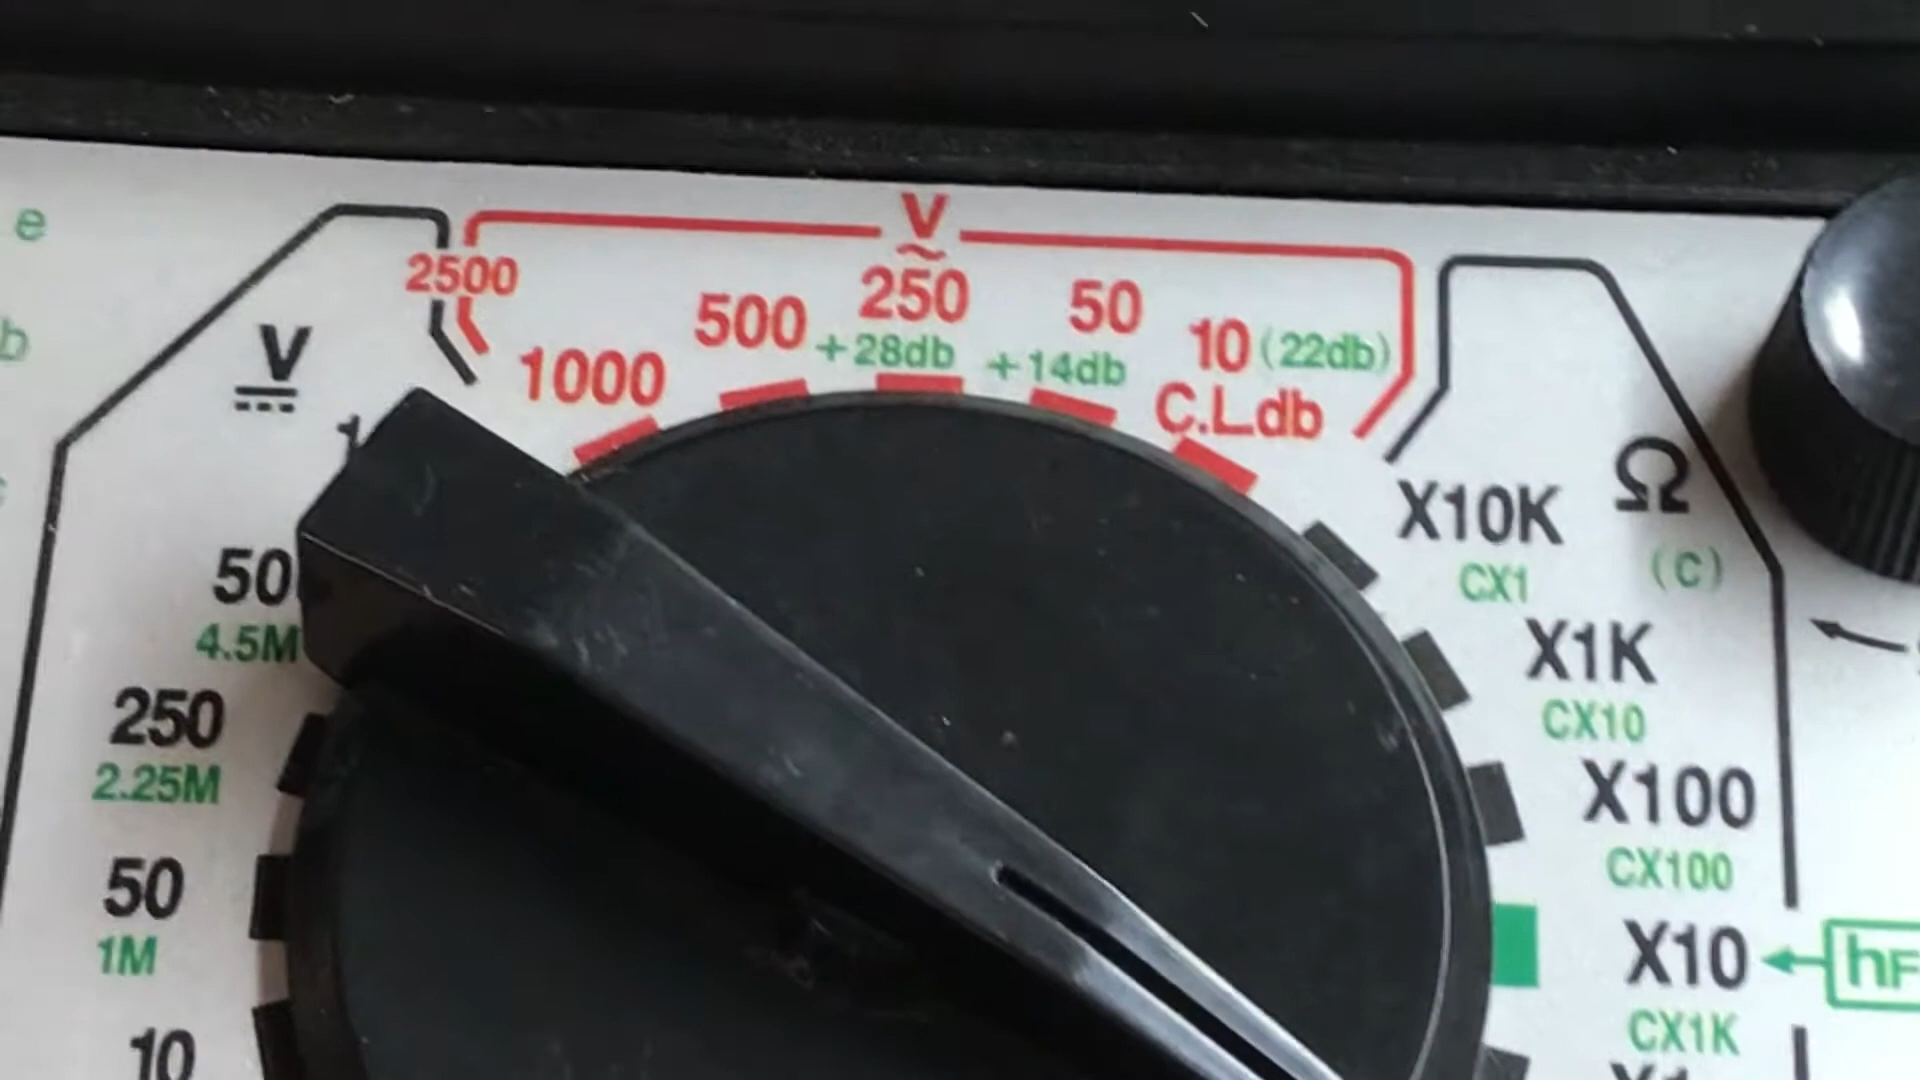 e
b
V
2500
1000
500
V
~
250
+28db
50
+14db
10 (22db)
C.Ldb
50
4.5M
250
2.25M
50
1M
10
Ω
(c)
X10K
CX1
X1K
CX10
X100
CX100
X10
hF
CX1K